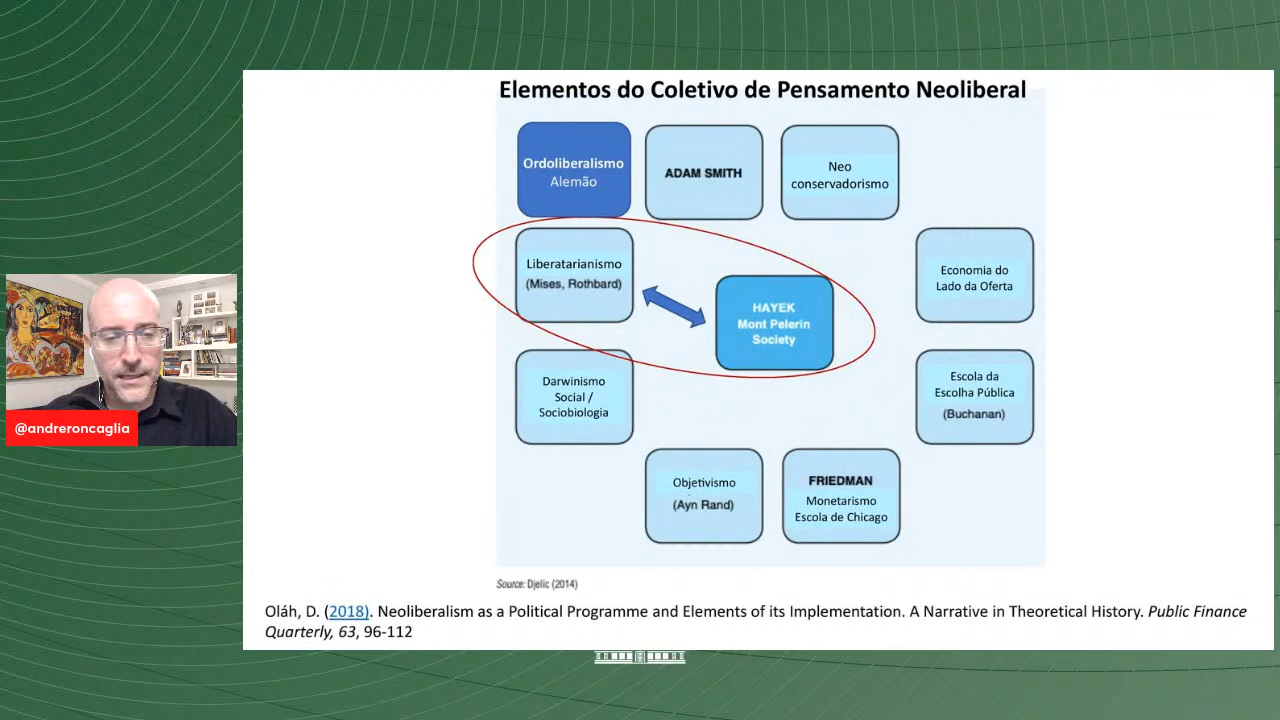 Elementos do Coletivo de Pensamento Neoliberal
Ordoliberalismo
Alemão
ADAM SMITH
Neo
conservadorismo
Liberatarianismo
(Mises, Rothbard)
HAYEK
Mont Pelerin
Society
Economia do
Lado da Oferta
Darwinismo
Social /
Sociobiologia
Escola da
Escolha Pública
(Buchanan)
Objetivismo
(Ayn Rand)
FRIEDMAN
Monetarismo
Escola de Chicago
@andreroncaglia
Source: Djelic (2014)
Oláh, D. (2018). Neoliberalism as a Political Programme and Elements of its Implementation. A Narrative in Theoretical History. Public Finance
Quarterly, 63, 96-112